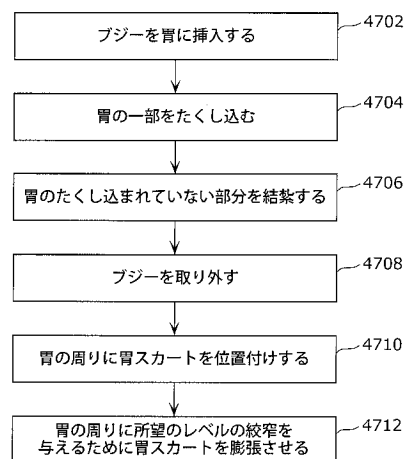 ブジーを胃に挿入する
4702
胃の一部をたくし込む
4704
胃のたくし込まれていない部分を結紮する
4706
ブジーを取り外す
4708
胃の周りに胃スカートを位置付けする
4710
胃の周りに所望のレベルの絞窄を
与えるために胃スカートを膨張させる
4712